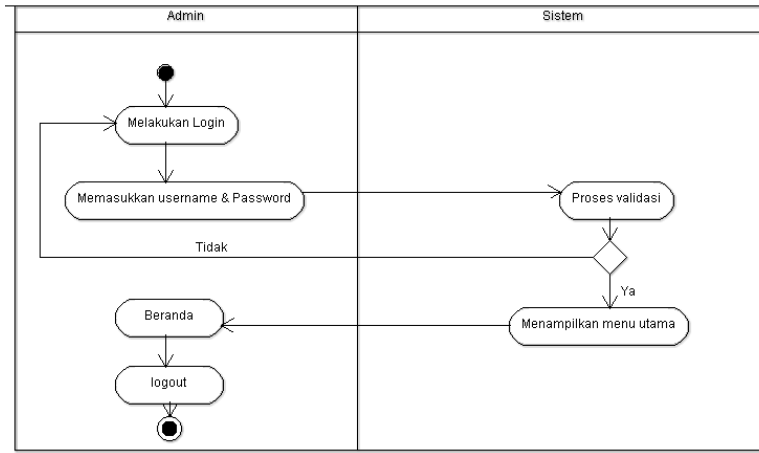 Admin
Sistem
Melakukan Login
Memasukkan username & Password
Proses validasi
Tidak
Ya
Beranda
Menampilkan menu utama
logout